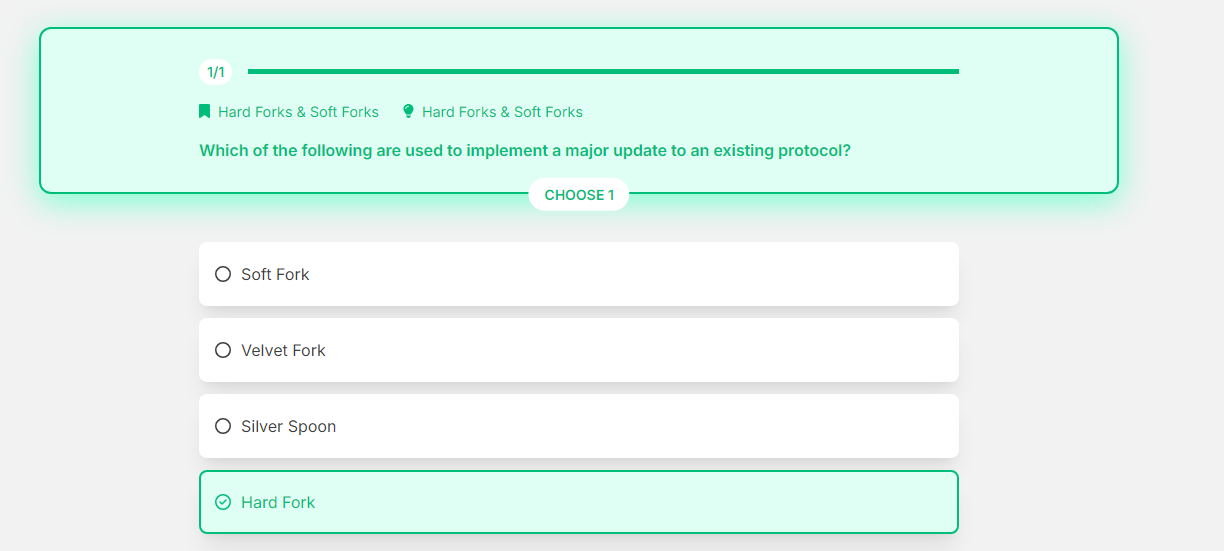 1/1
Hard Forks & Soft Forks Hard Forks & Soft Forks
Which of the following are used to implement a major update to an existing protocol?
CHOOSE 1
Soft Fork
Velvet Fork
Silver Spoon
Hard Fork